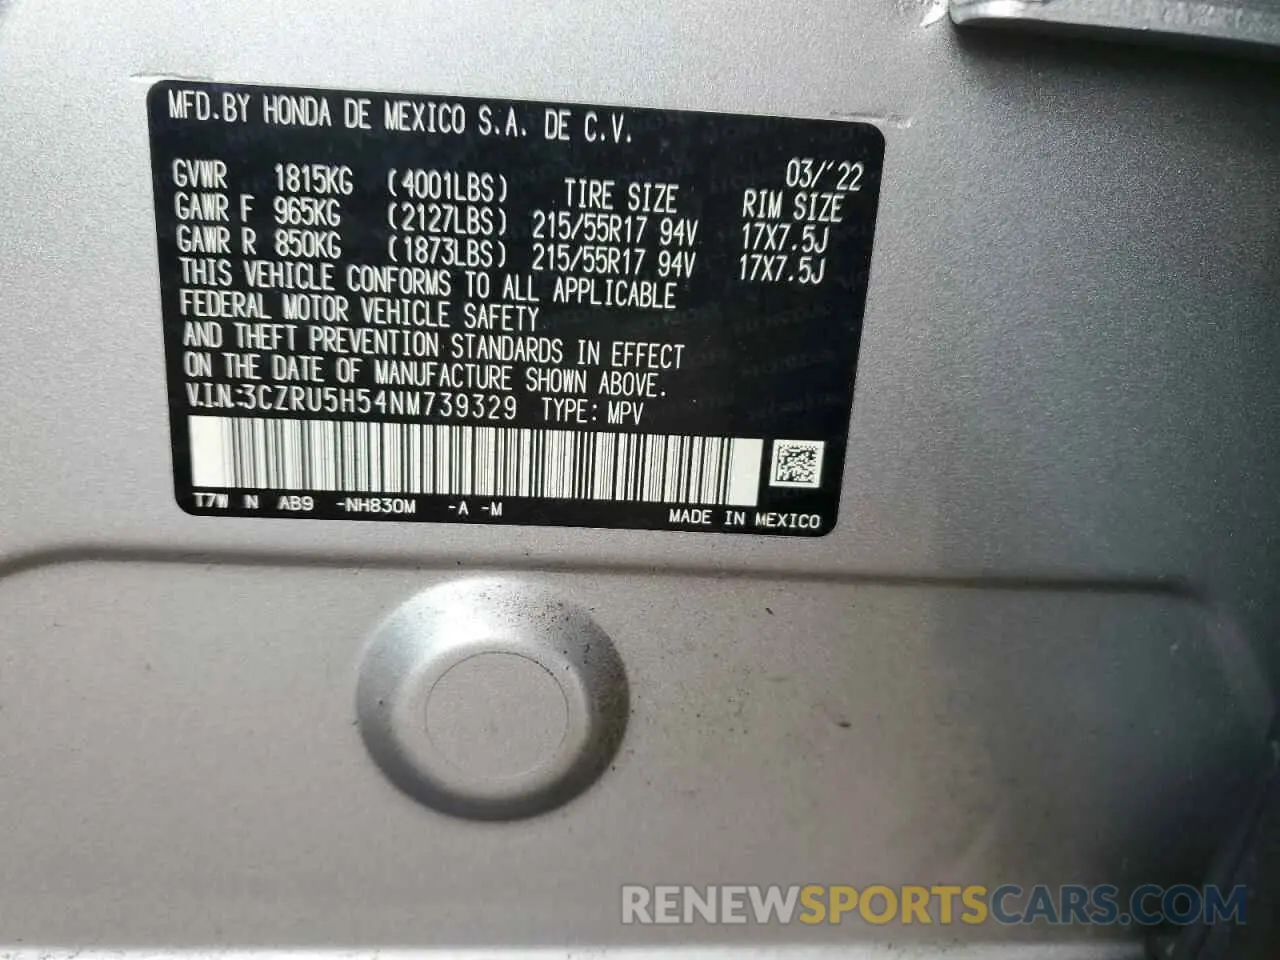 MFD.BY HONDA DE MEXICO S.A. DE C.V.
03/'22
GVWR 1815KG (4001LBS) TIRE SIZE RIM SIZE
GAWR F 965KG (2127LBS) 215/55R17 94V 17X7.5J
GAWR R 850KG (1873LBS) 215/55R17 94V 17X7.5J
THIS VEHICLE CONFORMS TO ALL APPLICABLE
FEDERAL MOTOR VEHICLE SAFETY
AND THEFT PREVENTION STANDARDS IN EFFECT
ON THE DATE OF MANUFACTURE SHOWN ABOVE.
V.I.N.:3CZRU5H54NM739329 TYPE: MPV
T7W N AB9 -NH830M -A -M
MADE IN MEXICO
RENEWSPORTSCARS.COM